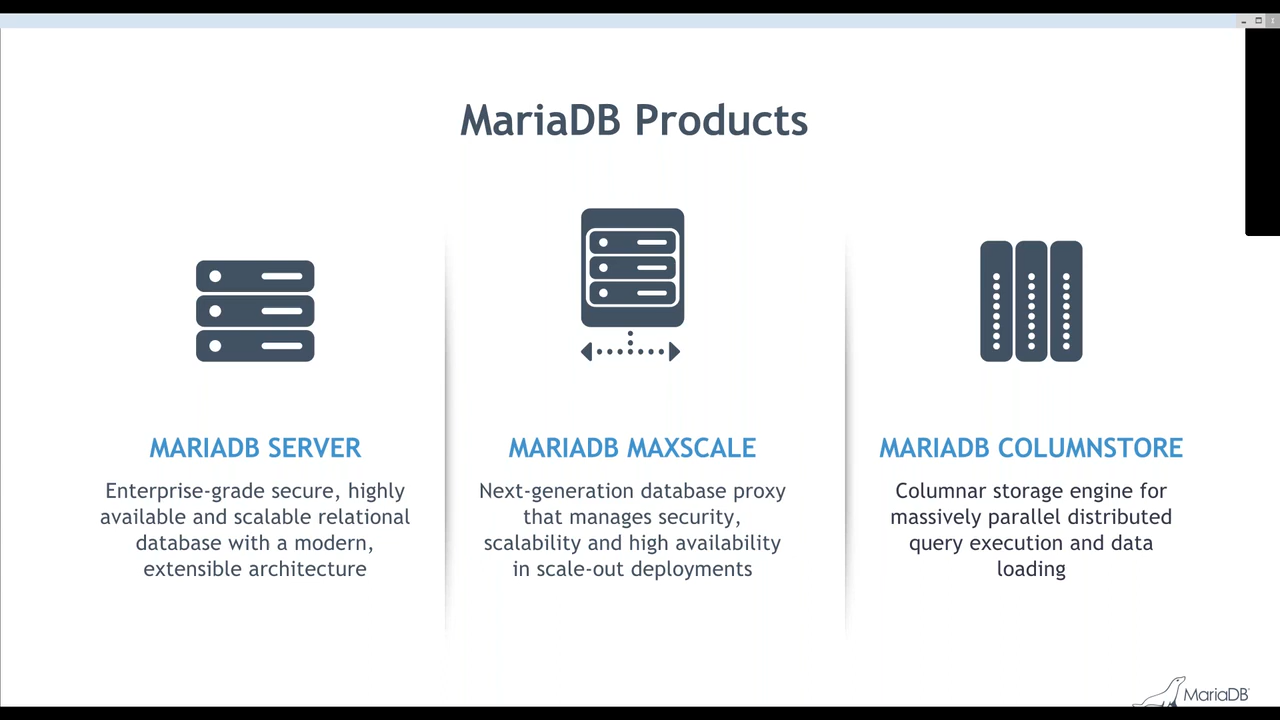 MariaDB Products
MARIADB SERVER
Enterprise-grade secure, highly
available and scalable relational
database with a modern,
extensible architecture
MARIADB MAXSCALE
Next-generation database proxy
that manages security,
scalability and high availability
in scale-out deployments
MARIADB COLUMNSTORE
Columnar storage engine for
massively parallel distributed
query execution and data
loading
MariaDB